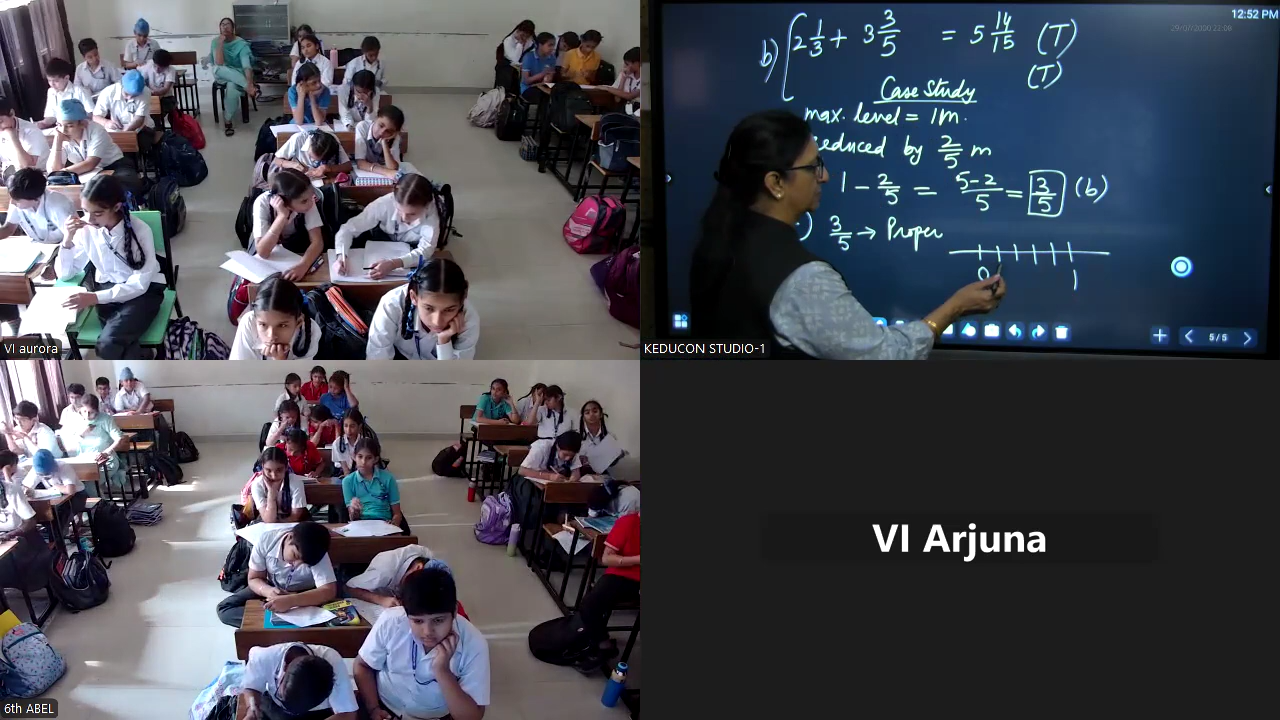 12:52 PM
b) 2 1/3 + 3 3/5 = 5 14/15 (T)
(T)
Case Study
max. level = 1m.
educed by 2/5 m
1 - 2/5 = 5-2/5 = 3/5 (b)
) 3/5 → Proper
0 1
5/5
VI aurora
KEDUCON STUDIO-1
VI Arjuna
6th ABEL